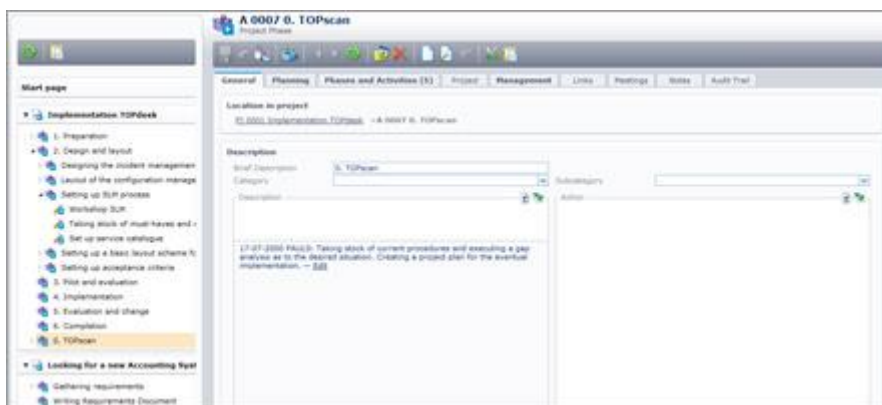 A 0007 0. TOPscan
Project Phase
Start page
Implementation TOPdesk
1. Preparation
2. Design and layout
Designing the incident managemen
Layout of the configuration manage
Setting up SLM process
Workshop SLM
Taking stock of must-haves and
Set up service catalogue
Setting up a basic layout scheme f
Setting up acceptance criteria
3. Pilot and evaluation
4. Implementation
5. Evaluation and change
6. Completion
0. TOPscan
Looking for a new Accounting Syst
Gathering requirements
Writing Requirements Document
General Planning Phases and Activities (5) Project Management Links Meetings Notes Audit Trail
Location in project
Implementation TOPdesk > A 0007 0. TOPscan
Description
Brief Description 0. TOPscan
Category Subcategory
Description Action
17-07-2000 PAULD: Taking stock of current procedures and executing a gap
analysis as to the desired situation. Creating a project plan for the eventual
implementation. -- Edit